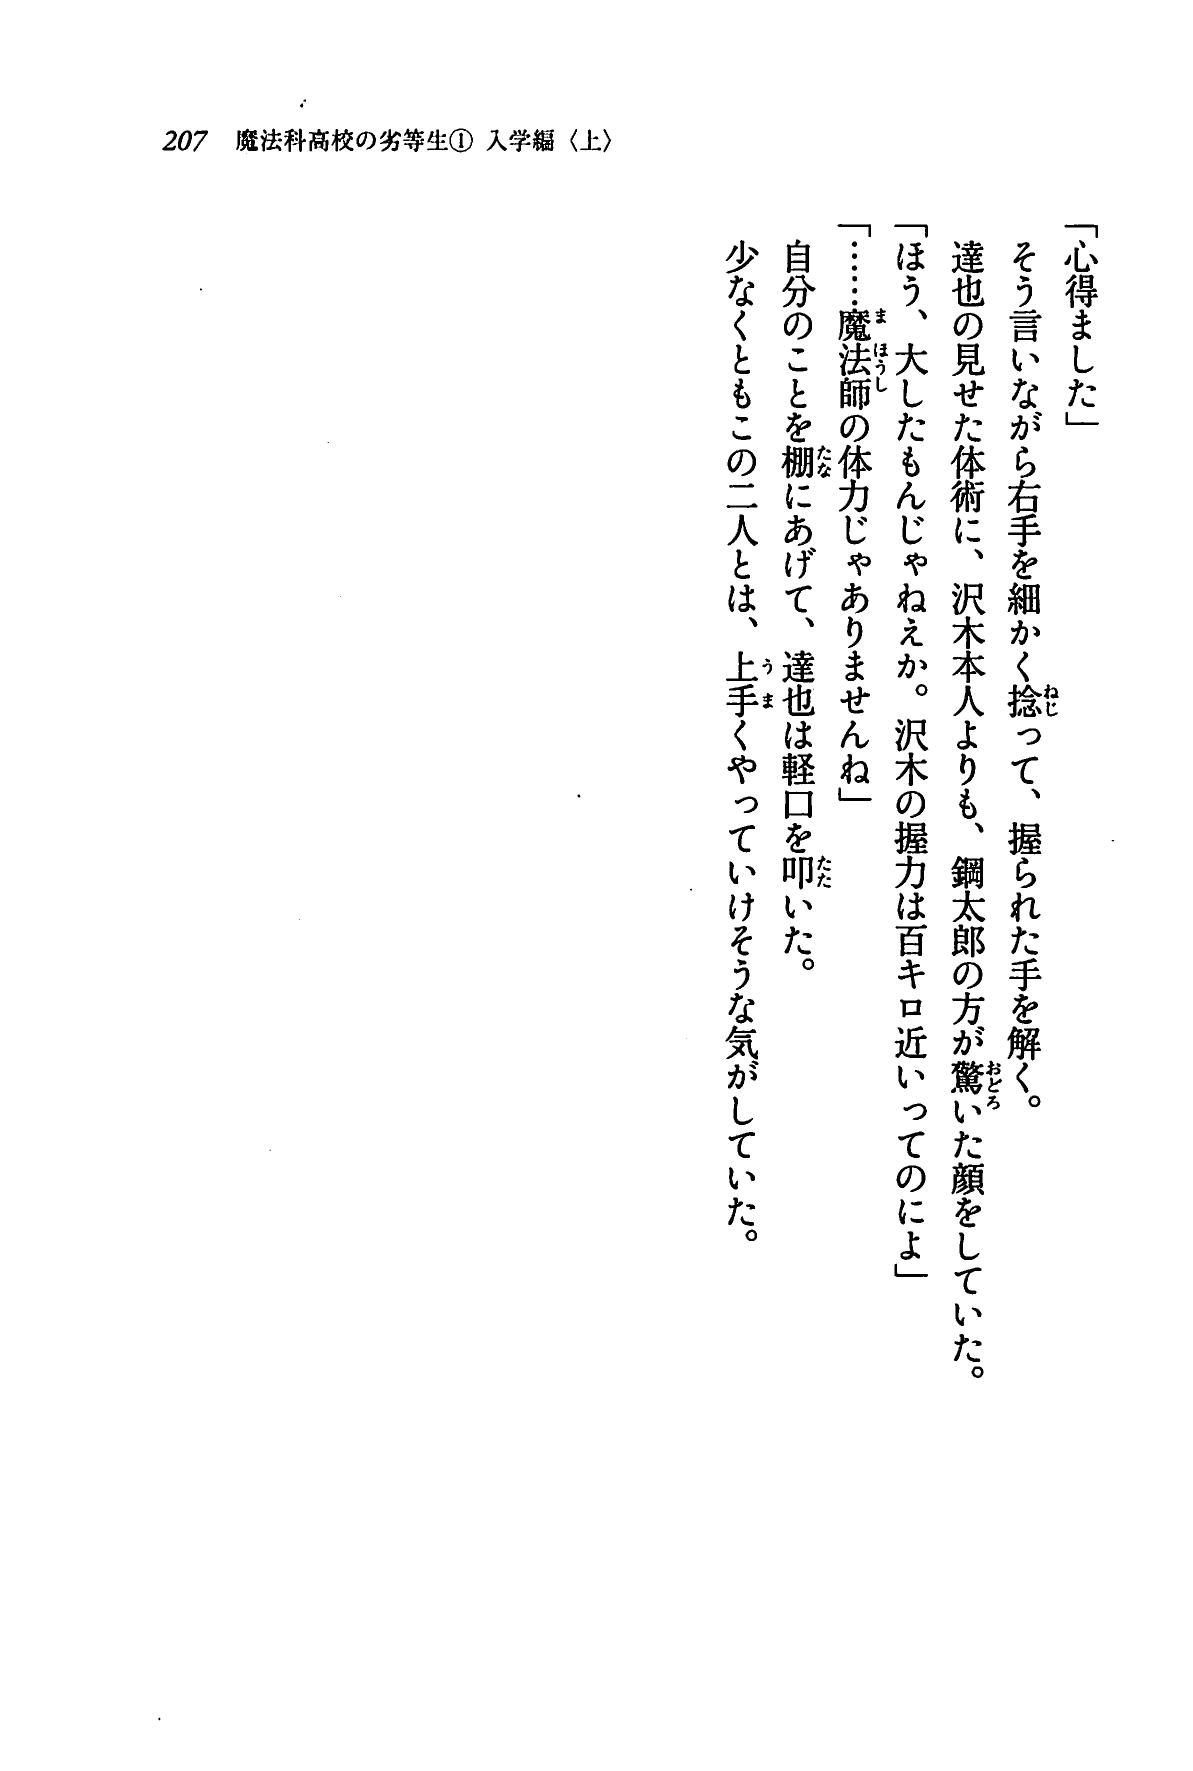 207 魔法科高校の劣等生① 入学編〈上〉
「心得ました」
そう言いながら右手を細かく捻って、握られた手を解く。
達也の見せた体術に、沢木本人よりも、鋼太郎の方が驚いた顔をしていた。
「ほう、大したもんじゃねえか。沢木の握力は百キロ近いってのによ」
「……魔法師の体力じゃありませんね」
自分のことを棚にあげて、達也は軽口を叩いた。
少なくともこの二人とは、上手くやっていけそうな気がしていた。